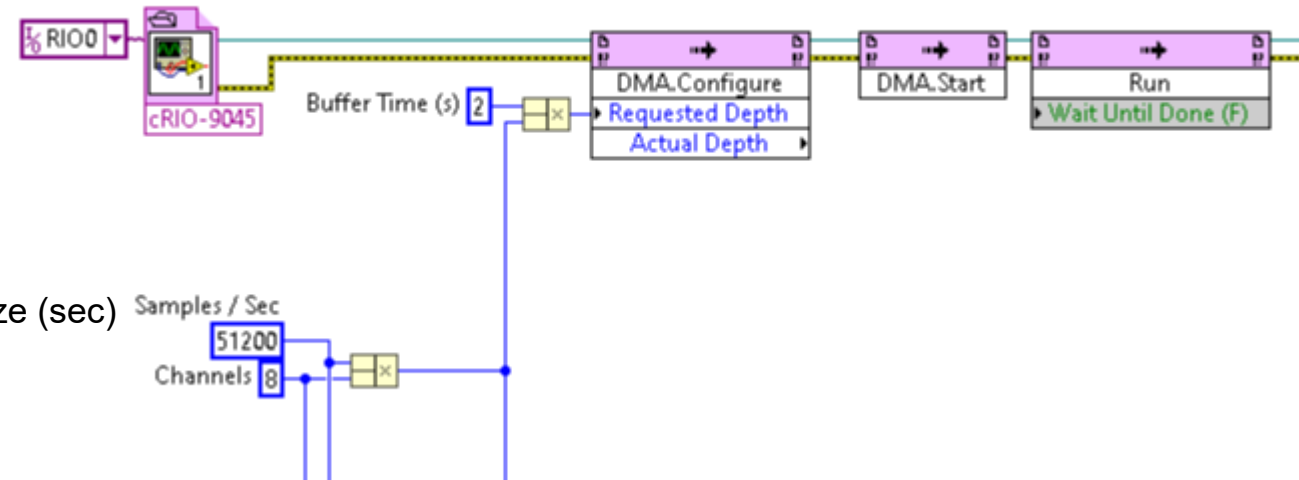 RIO0
1
cRIO-9045
Buffer Time (s) 2
DMA.Configure
Requested Depth
Actual Depth
DMA.Start
Run
Wait Until Done (F)
ze (sec)
Samples / Sec
51200
Channels 8